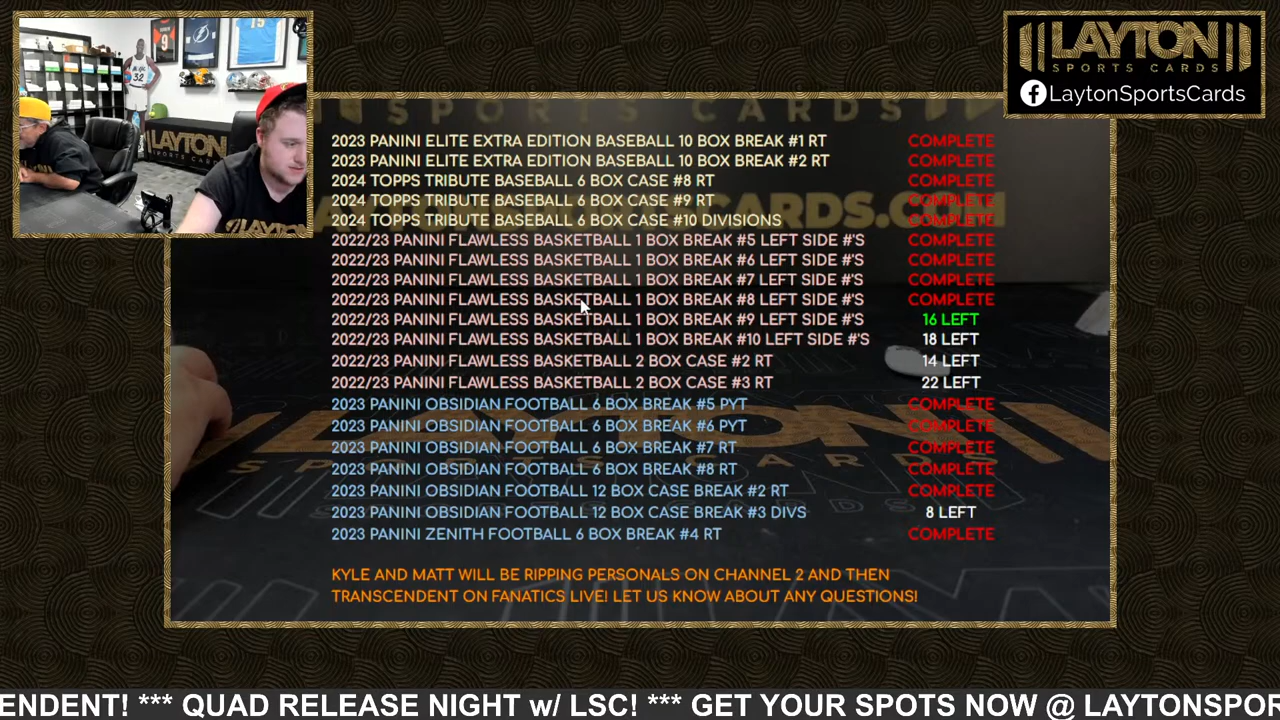 LAYTON
SPORTS CARDS
LaytonSportsCards
9
15
32
LAYTON
SPORTS CARDS
2023 PANINI ELITE EXTRA EDITION BASEBALL 10 BOX BREAK #1 RT COMPLETE
2023 PANINI ELITE EXTRA EDITION BASEBALL 10 BOX BREAK #2 RT COMPLETE
2024 TOPPS TRIBUTE BASEBALL 6 BOX CASE #8 RT COMPLETE
2024 TOPPS TRIBUTE BASEBALL 6 BOX CASE #9 RT COMPLETE
2024 TOPPS TRIBUTE BASEBALL 6 BOX CASE #10 DIVISIONS COMPLETE
2022/23 PANINI FLAWLESS BASKETBALL 1 BOX BREAK #5 LEFT SIDE #'S COMPLETE
2022/23 PANINI FLAWLESS BASKETBALL 1 BOX BREAK #6 LEFT SIDE #'S COMPLETE
2022/23 PANINI FLAWLESS BASKETBALL 1 BOX BREAK #7 LEFT SIDE #'S COMPLETE
2022/23 PANINI FLAWLESS BASKETBALL 1 BOX BREAK #8 LEFT SIDE #'S COMPLETE
2022/23 PANINI FLAWLESS BASKETBALL 1 BOX BREAK #9 LEFT SIDE #'S 16 LEFT
2022/23 PANINI FLAWLESS BASKETBALL 1 BOX BREAK #10 LEFT SIDE #'S 18 LEFT
2022/23 PANINI FLAWLESS BASKETBALL 2 BOX CASE #2 RT 14 LEFT
2022/23 PANINI FLAWLESS BASKETBALL 2 BOX CASE #3 RT 22 LEFT
2023 PANINI OBSIDIAN FOOTBALL 6 BOX BREAK #5 PYT COMPLETE
2023 PANINI OBSIDIAN FOOTBALL 6 BOX BREAK #6 PYT COMPLETE
2023 PANINI OBSIDIAN FOOTBALL 6 BOX BREAK #7 RT COMPLETE
2023 PANINI OBSIDIAN FOOTBALL 6 BOX BREAK #8 RT COMPLETE
2023 PANINI OBSIDIAN FOOTBALL 12 BOX CASE BREAK #2 RT COMPLETE
2023 PANINI OBSIDIAN FOOTBALL 12 BOX CASE BREAK #3 DIVS 8 LEFT
2023 PANINI ZENITH FOOTBALL 6 BOX BREAK #4 RT COMPLETE
KYLE AND MATT WILL BE RIPPING PERSONALS ON CHANNEL 2 AND THEN
TRANSCENDENT ON FANATICS LIVE! LET US KNOW ABOUT ANY QUESTIONS!
ENDENT! *** QUAD RELEASE NIGHT w/ LSC! *** GET YOUR SPOTS NOW @ LAYTONSPOR